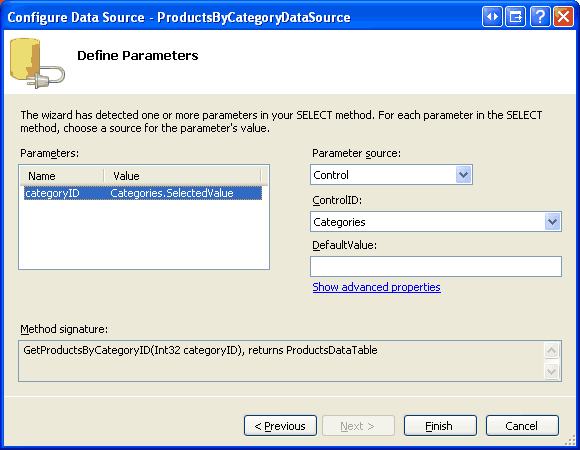 Configure Data Source - ProductsByCategoryDataSource
Define Parameters
The wizard has detected one or more parameters in your SELECT method. For each parameter in the SELECT
method, choose a source for the parameter's value.
Parameters:
Name Value
categoryID Categories.SelectedValue
Parameter source:
Control
ControlID:
Categories
DefaultValue:
Show advanced properties
Method signature:
GetProductsByCategoryID(Int32 categoryID), returns ProductsDataTable
< Previous Next > Finish Cancel